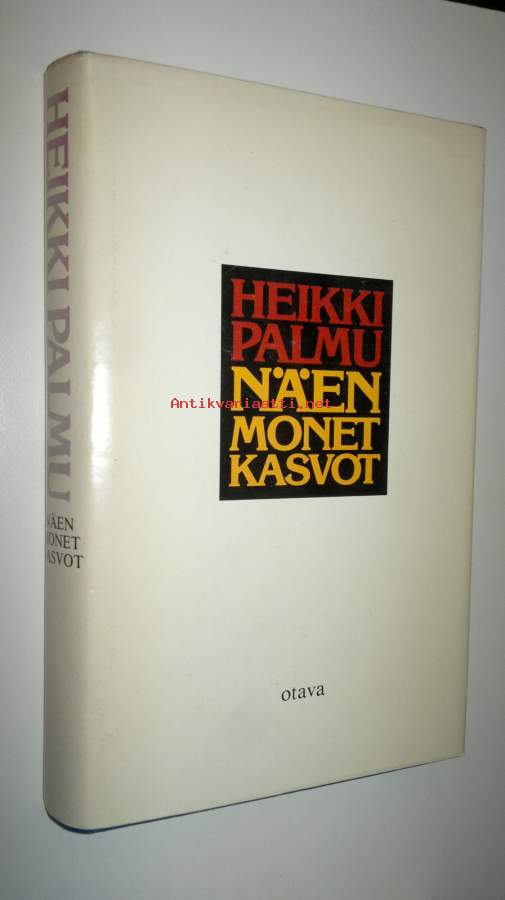 HEIKKI PALMU
NÄEN
MONET
KASVOT
HEIKKI
PALMU
NÄEN
Antikvariaatti.net
MONET
KASVOT
otava